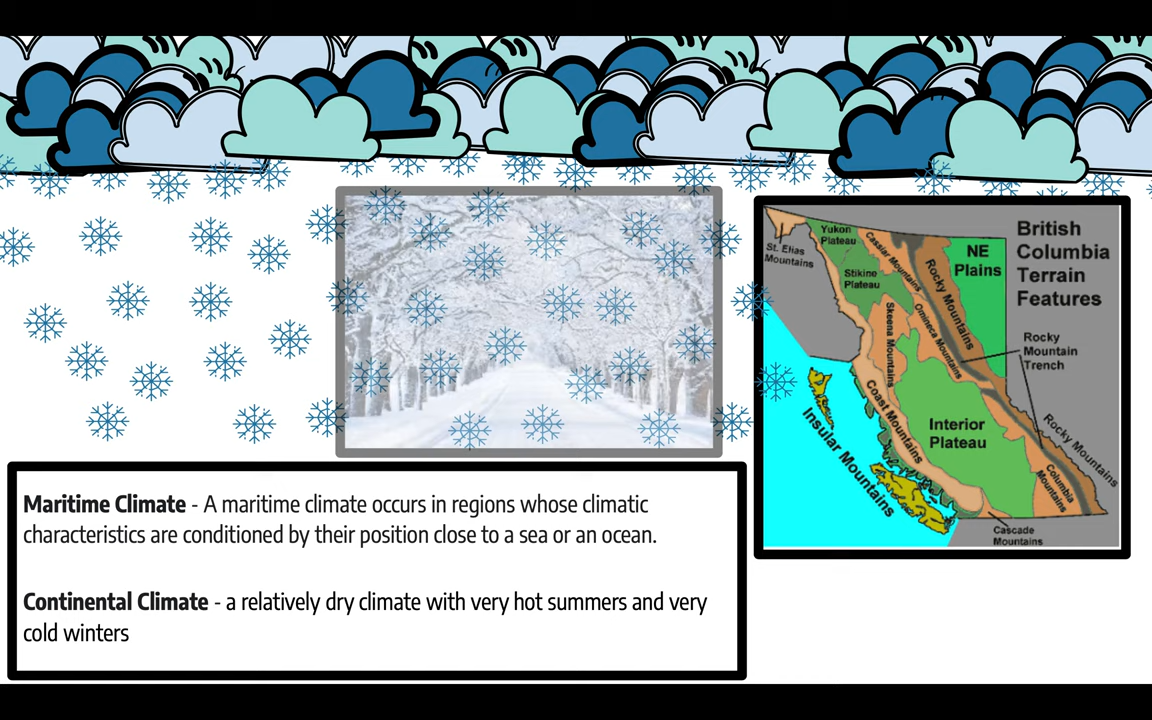 Maritime Climate - A maritime climate occurs in regions whose climatic
characteristics are conditioned by their position close to a sea or an ocean.
Continental Climate - a relatively dry climate with very hot summers and very
cold winters
British
Columbia
Terrain
Features
St. Elias
Mountains
Yukon
Plateau
Cassiar Mountains
Stikine
Plateau
Rocky Mountains
NE
Plains
Skeena Mountains
Omineca Mountains
Rocky
Mountain
Trench
Coast Mountains
Interior
Plateau
Insular Mountains
Rocky Mountains
Columbia
Mountains
Cascade
Mountains